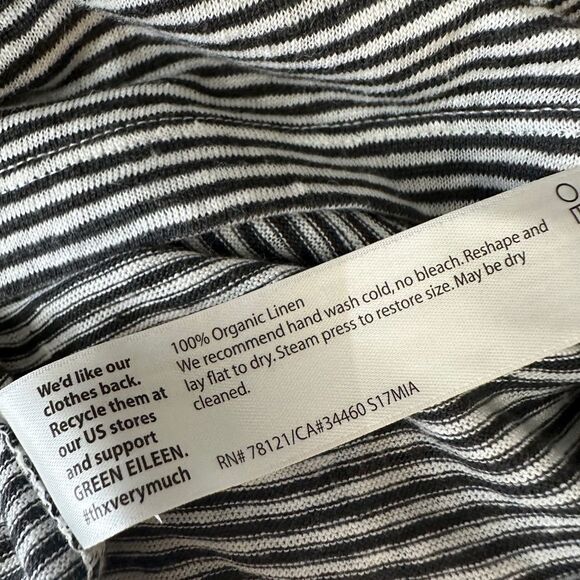 We'd like our
clothes back.
Recycle them at
our US stores
and support
GREEN EILEEN.
#thxverymuch
100% Organic Linen
We recommend hand wash cold, no bleach. Reshape and
lay flat to dry. Steam press to restore size. May be dry
cleaned.
RN# 78121/CA#34460 S17MIA